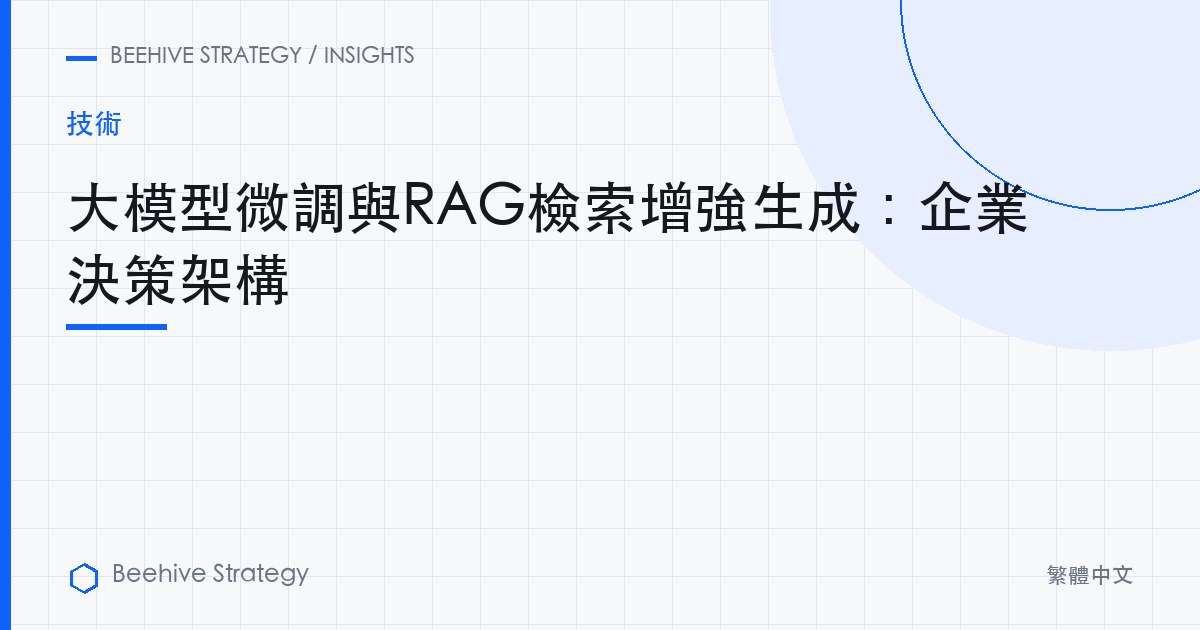 BEEHIVE STRATEGY / INSIGHTS
技術
大模型微調與RAG檢索增強生成：企業
決策架構
Beehive Strategy
繁體中文